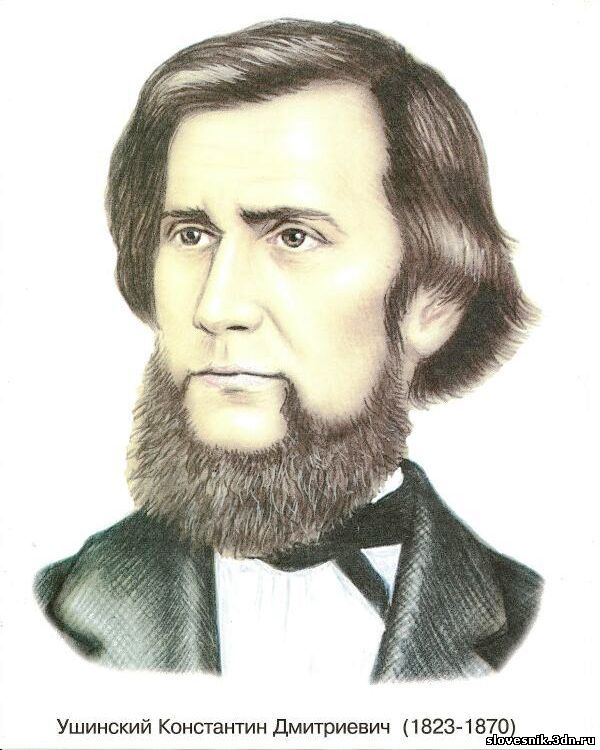 Ушинский Константин Дмитриевич (1823-1870)
slovesnik.3dn.ru